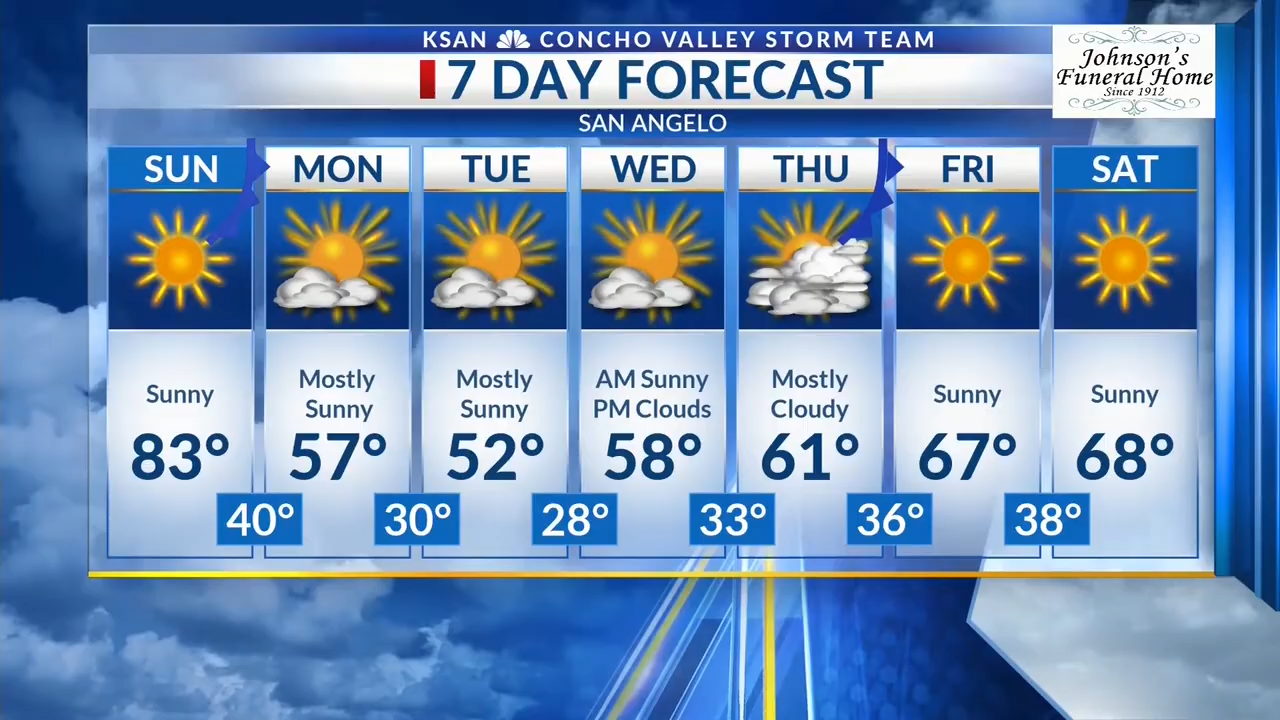 KSAN CONCHO VALLEY STORM TEAM
7 DAY FORECAST
SAN ANGELO
Johnson's
Funeral Home
Since 1912
SUN
MON
TUE
WED
THU
FRI
SAT
Sunny
Mostly
Sunny
Mostly
Sunny
AM Sunny
PM Clouds
Mostly
Cloudy
Sunny
Sunny
83°
57°
52°
58°
61°
67°
68°
40°
30°
28°
33°
36°
38°